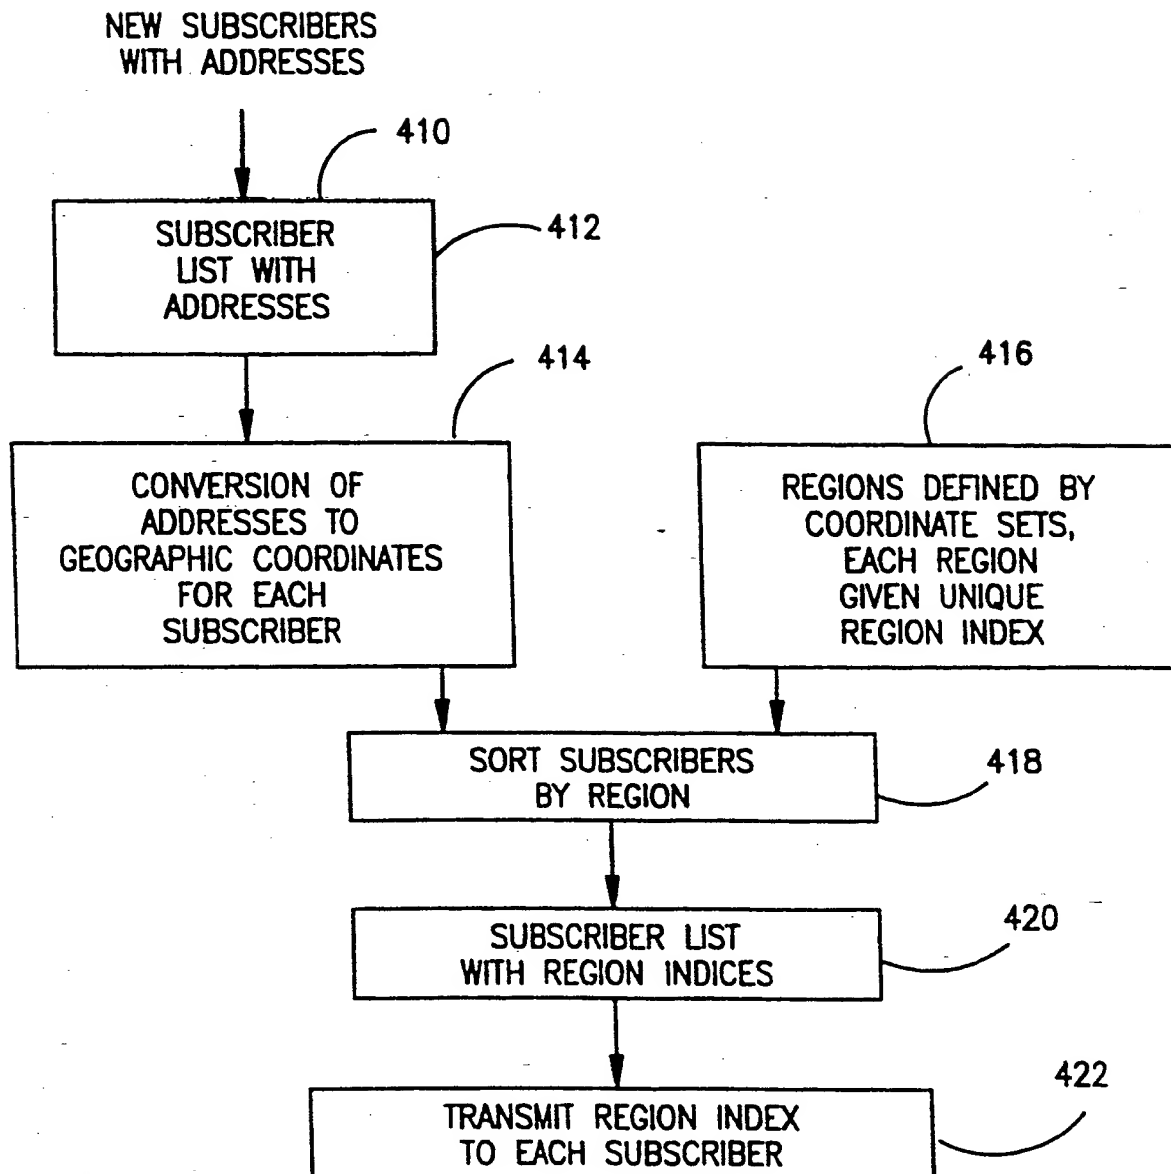 NEW SUBSCRIBERS
WITH ADDRESSES
410
SUBSCRIBER
LIST WITH
ADDRESSES
412
414
416
CONVERSION OF
ADDRESSES TO
GEOGRAPHIC COORDINATES
FOR EACH
SUBSCRIBER
REGIONS DEFINED BY
COORDINATE SETS,
EACH REGION
GIVEN UNIQUE
REGION INDEX
SORT SUBSCRIBERS
BY REGION
418
SUBSCRIBER LIST
WITH REGION INDICES
420
422
TRANSMIT REGION INDEX
TO EACH SUBSCRIBER